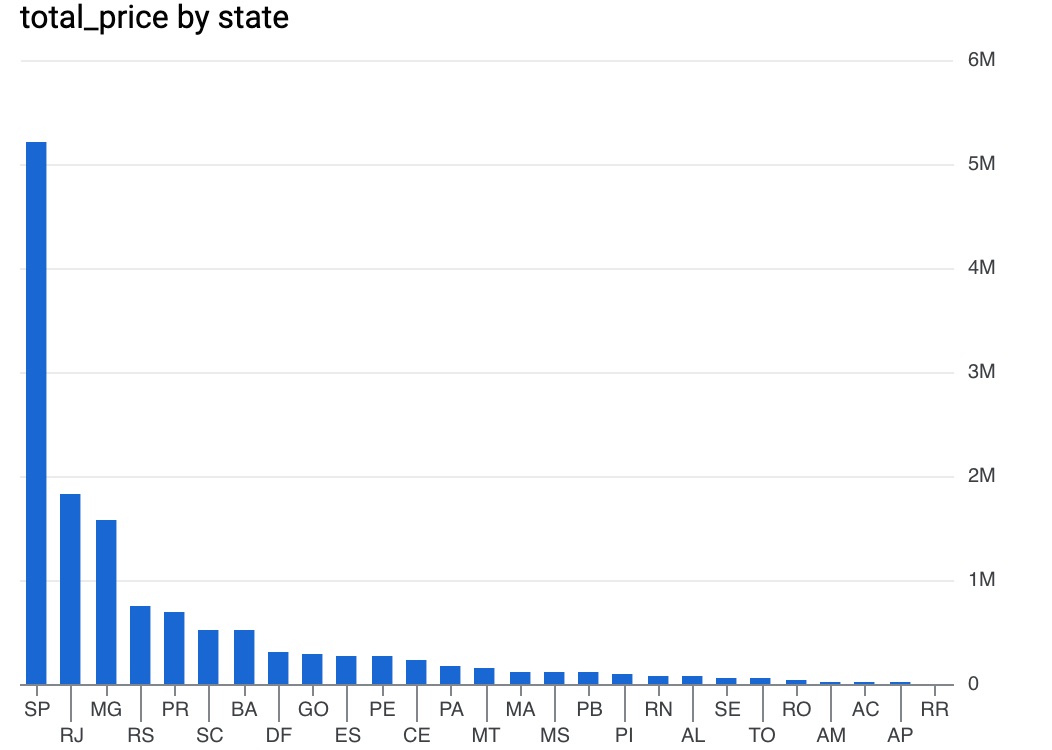 total_price by state
6M
5M
4M
3M
2M
1M
0
SP MG PR BA GO PE PA MA PB RN SE RO AC RR
RJ RS SC DF ES CE MT MS PI AL TO AM AP